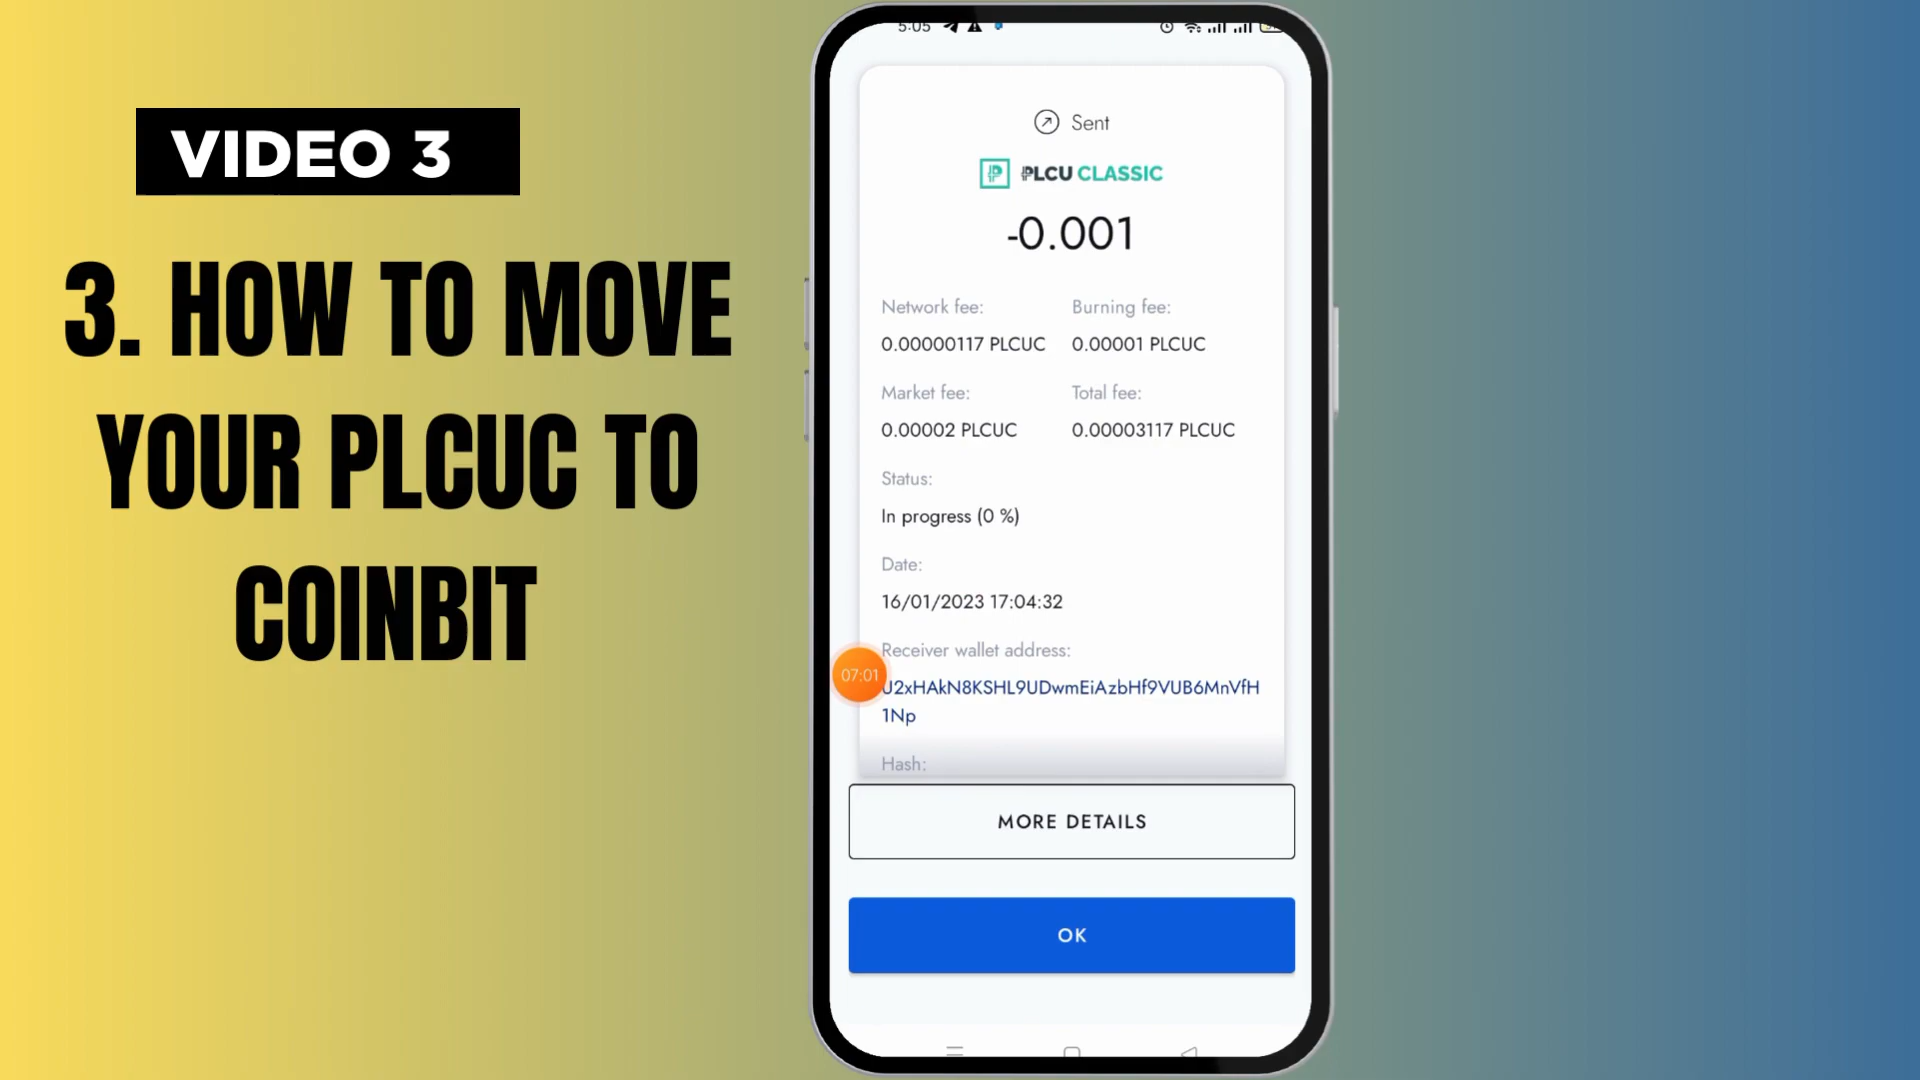 VIDEO 3
3. HOW TO MOVE
YOUR PLCUC TO
COINBIT
5:05
Sent
PLCU CLASSIC
-0.001
Network fee: Burning fee:
0.00000117 PLCUC 0.00001 PLCUC
Market fee: Total fee:
0.00002 PLCUC 0.00003117 PLCUC
Status:
In progress (0 %)
Date:
16/01/2023 17:04:32
Receiver wallet address:
07:01
U2xHAkN8KSHL9UDwmEiAzbHf9VUB6MnVfH
1Np
Hash:
MORE DETAILS
OK